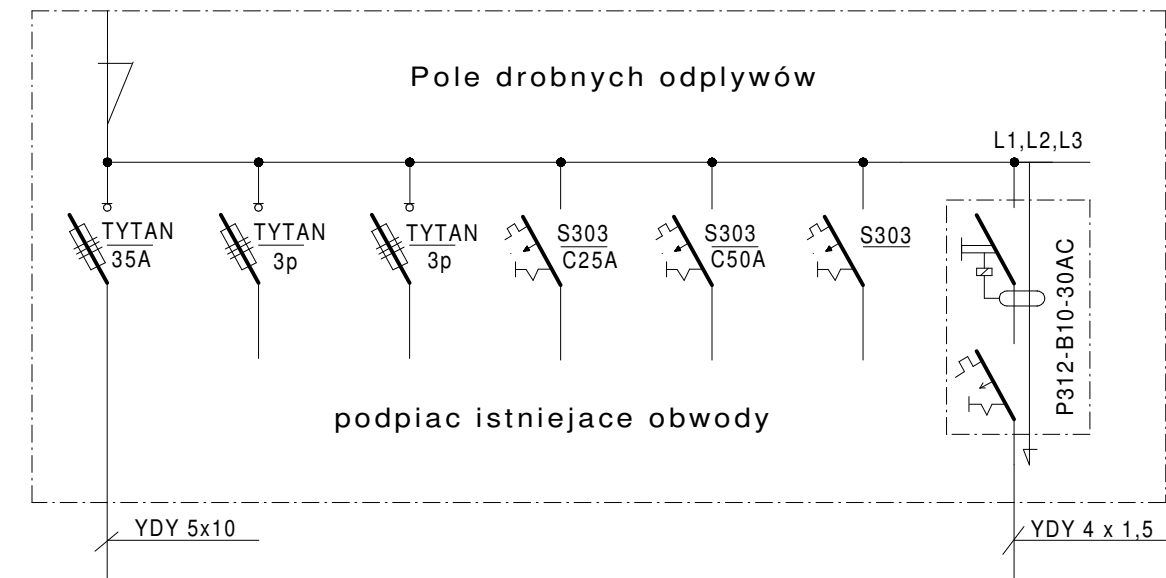 Pole drobnych odplywów
L1,L2,L3
TYTAN
35A
TYTAN
3p
TYTAN
3p
S303
C25A
S303
C50A
S303
P312-B10-30AC
podpiac istniejace obwody
YDY 5x10
YDY 4 x 1,5